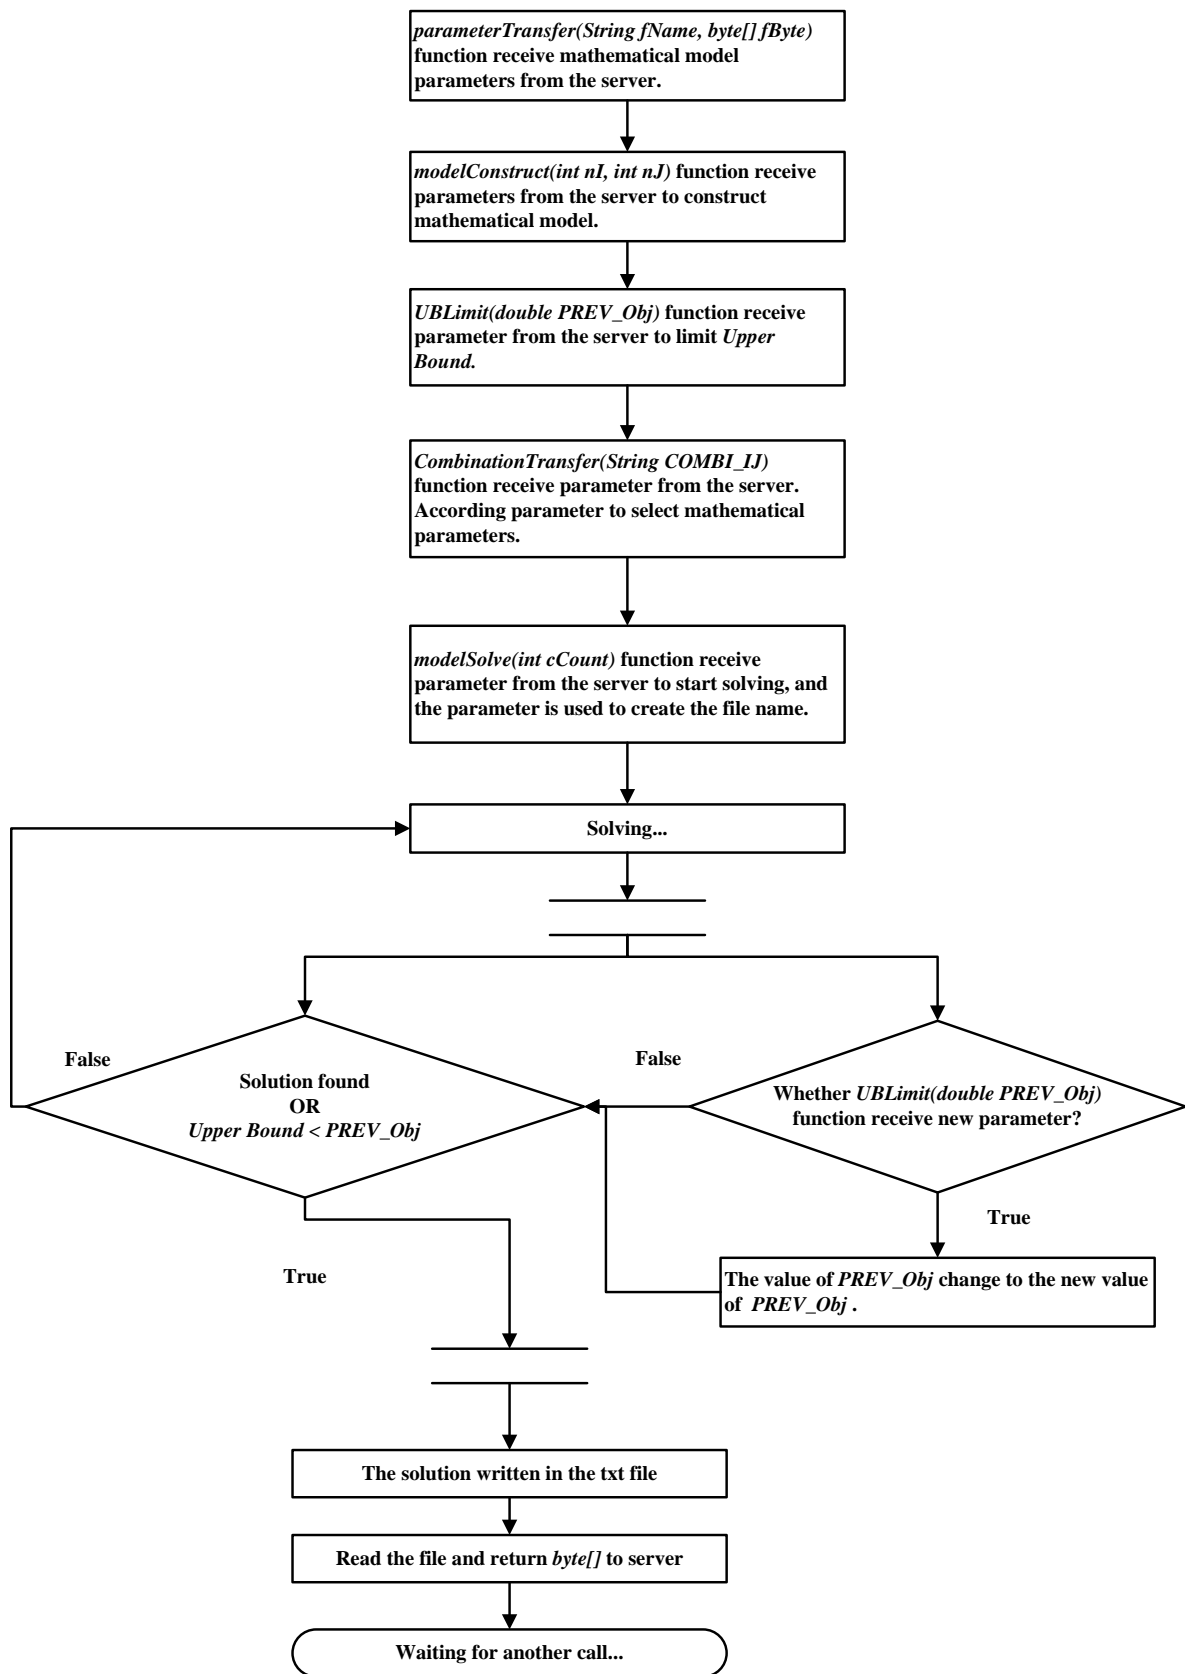 parameterTransfer(String fName, byte[] fByte)
function receive mathematical model
parameters from the server.
modelConstruct(int nI, int nJ) function receive
parameters from the server to construct
mathematical model.
UBLimit(double PREV_Obj) function receive
parameter from the server to limit Upper
Bound.
CombinationTransfer(String COMBI_IJ)
function receive parameter from the server.
According parameter to select mathematical
parameters.
modelSolve(int cCount) function receive
parameter from the server to start solving, and
the parameter is used to create the file name.
Solving...
False
Solution found
OR
Upper Bound < PREV_Obj
False
Whether UBLimit(double PREV_Obj)
function receive new parameter?
True
True
The value of PREV_Obj change to the new value
of PREV_Obj .
The solution written in the txt file
Read the file and return byte[] to server
Waiting for another call...